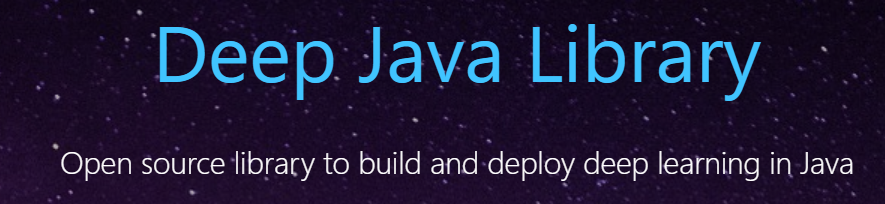 Deep Java Library
Open source library to build and deploy deep learning in Java